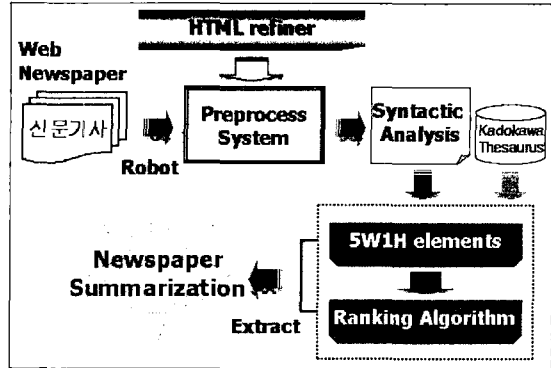 HTML refiner
Web
Newspaper
신문기사
Robot
Preprocess
System
Syntactic
Analysis
Kadokawa
Thesaurus
5W1H elements
Ranking Algorithm
Extract
Newspaper
Summarization